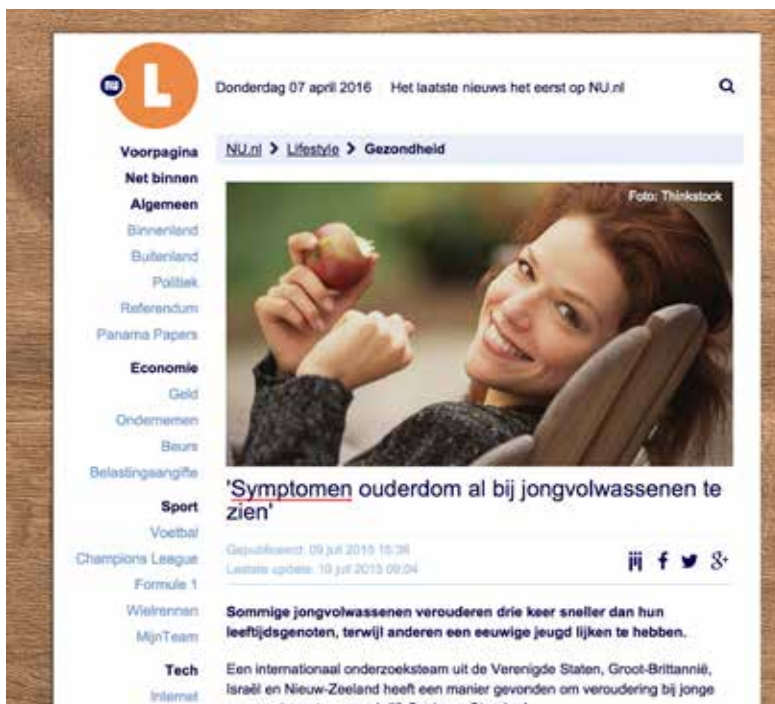 NU
L
Donderdag 07 april 2016 Het laatste nieuws het eerst op NU.nl
NU.nl > Lifestyle > Gezondheid
Voorpagina
Net binnen
Algemeen
Binnenland
Buitenland
Politiek
Referendum
Panama Papers
Economie
Geld
Ondernemen
Beurs
Belastingaangifte
Sport
Voetbal
Champions League
Formule 1
Wielrennen
MijnTeam
Tech
Internet
Foto: Thinkstock
'Symptomen ouderdom al bij jongvolwassenen te
zien'
Gepubliceerd: 09 juli 2015 15:36
Laatste update: 10 juli 2015 09:04
Sommige jongvolwassenen verouderen drie keer sneller dan hun
leeftijdsgenoten, terwijl anderen een eeuwige jeugd lijken te hebben.
Een internationaal onderzoeksteam uit de Verenigde Staten, Groot-Brittannië,
Israël en Nieuw-Zeeland heeft een manier gevonden om veroudering bij jonge